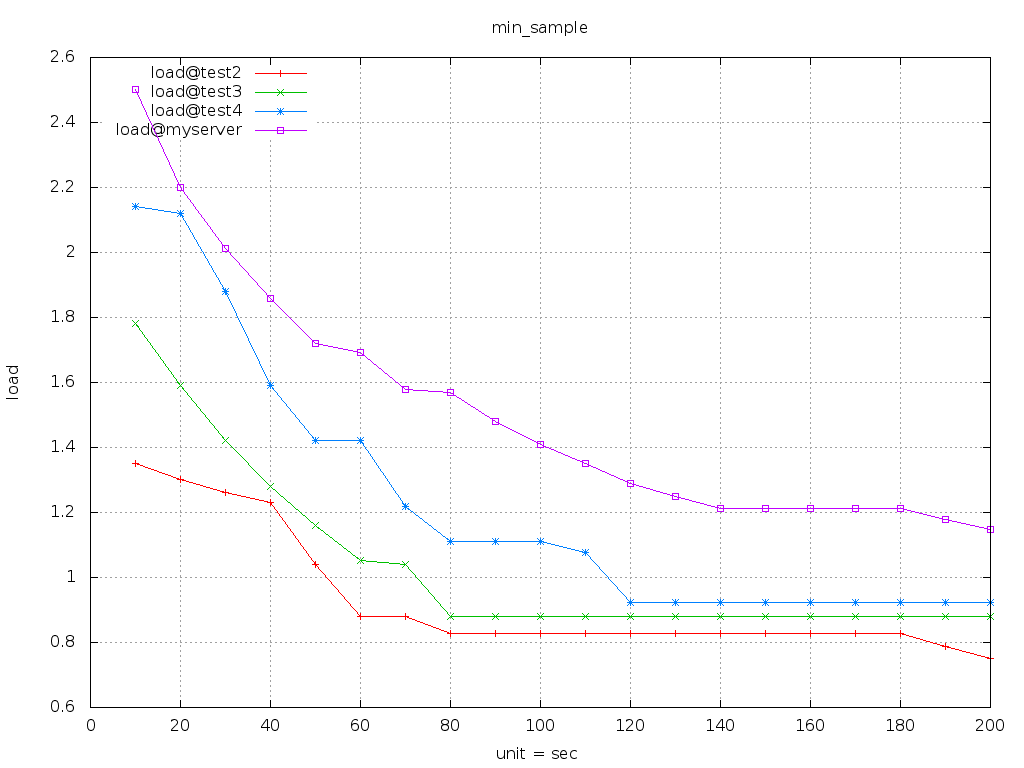 min_sample
2.6
2.4
2.2
2
1.8
1.6
1.4
1.2
1
0.8
0.6
load
load@test2
load@test3
load@test4
load@myserver
0 20 40 60 80 100 120 140 160 180 200
unit = sec